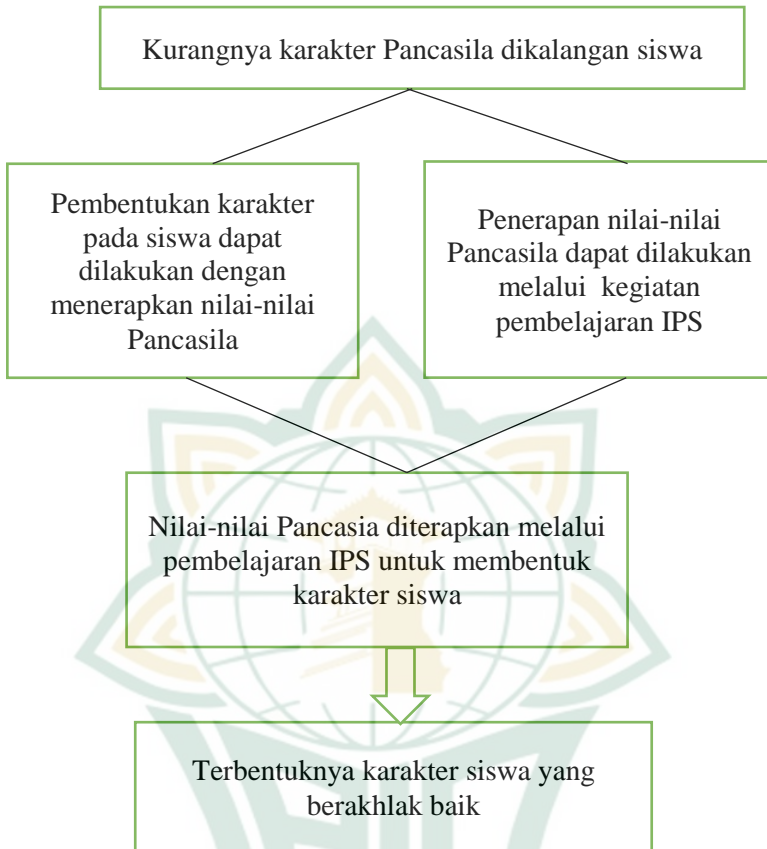 Kurangnya karakter Pancasila dikalangan siswa
Pembentukan karakter
pada siswa dapat
dilakukan dengan
menerapkan nilai-nilai
Pancasila
Penerapan nilai-nilai
Pancasila dapat dilakukan
melalui kegiatan
pembelajaran IPS
Nilai-nilai Pancasia diterapkan melalui
pembelajaran IPS untuk membentuk
karakter siswa
Terbentuknya karakter siswa yang
berakhlak baik